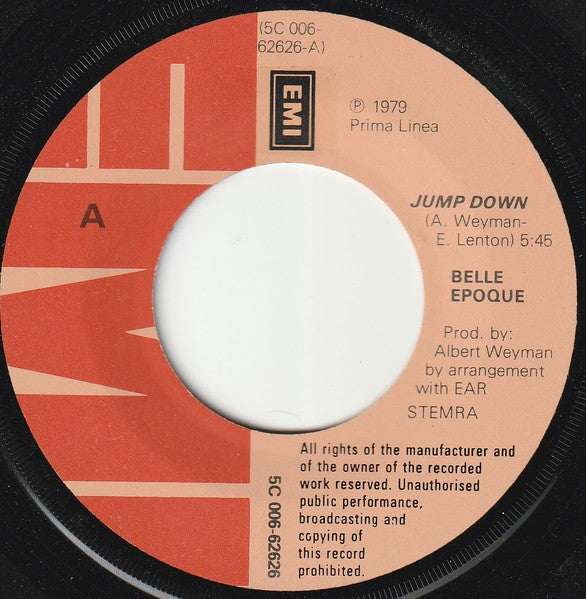 (5C 006-
62626-A)
EMI
Ⓟ 1979
Prima Linea
A
JUMP DOWN
(A. Weyman-
E. Lenton) 5:45
BELLE
EPOQUE
Prod. by:
Albert Weyman
by arrangement
with EAR
STEMRA
All rights of the manufacturer and
of the owner of the recorded
work reserved. Unauthorised
public performance,
broadcasting and
copying of
this record
prohibited.
5C 006-62626